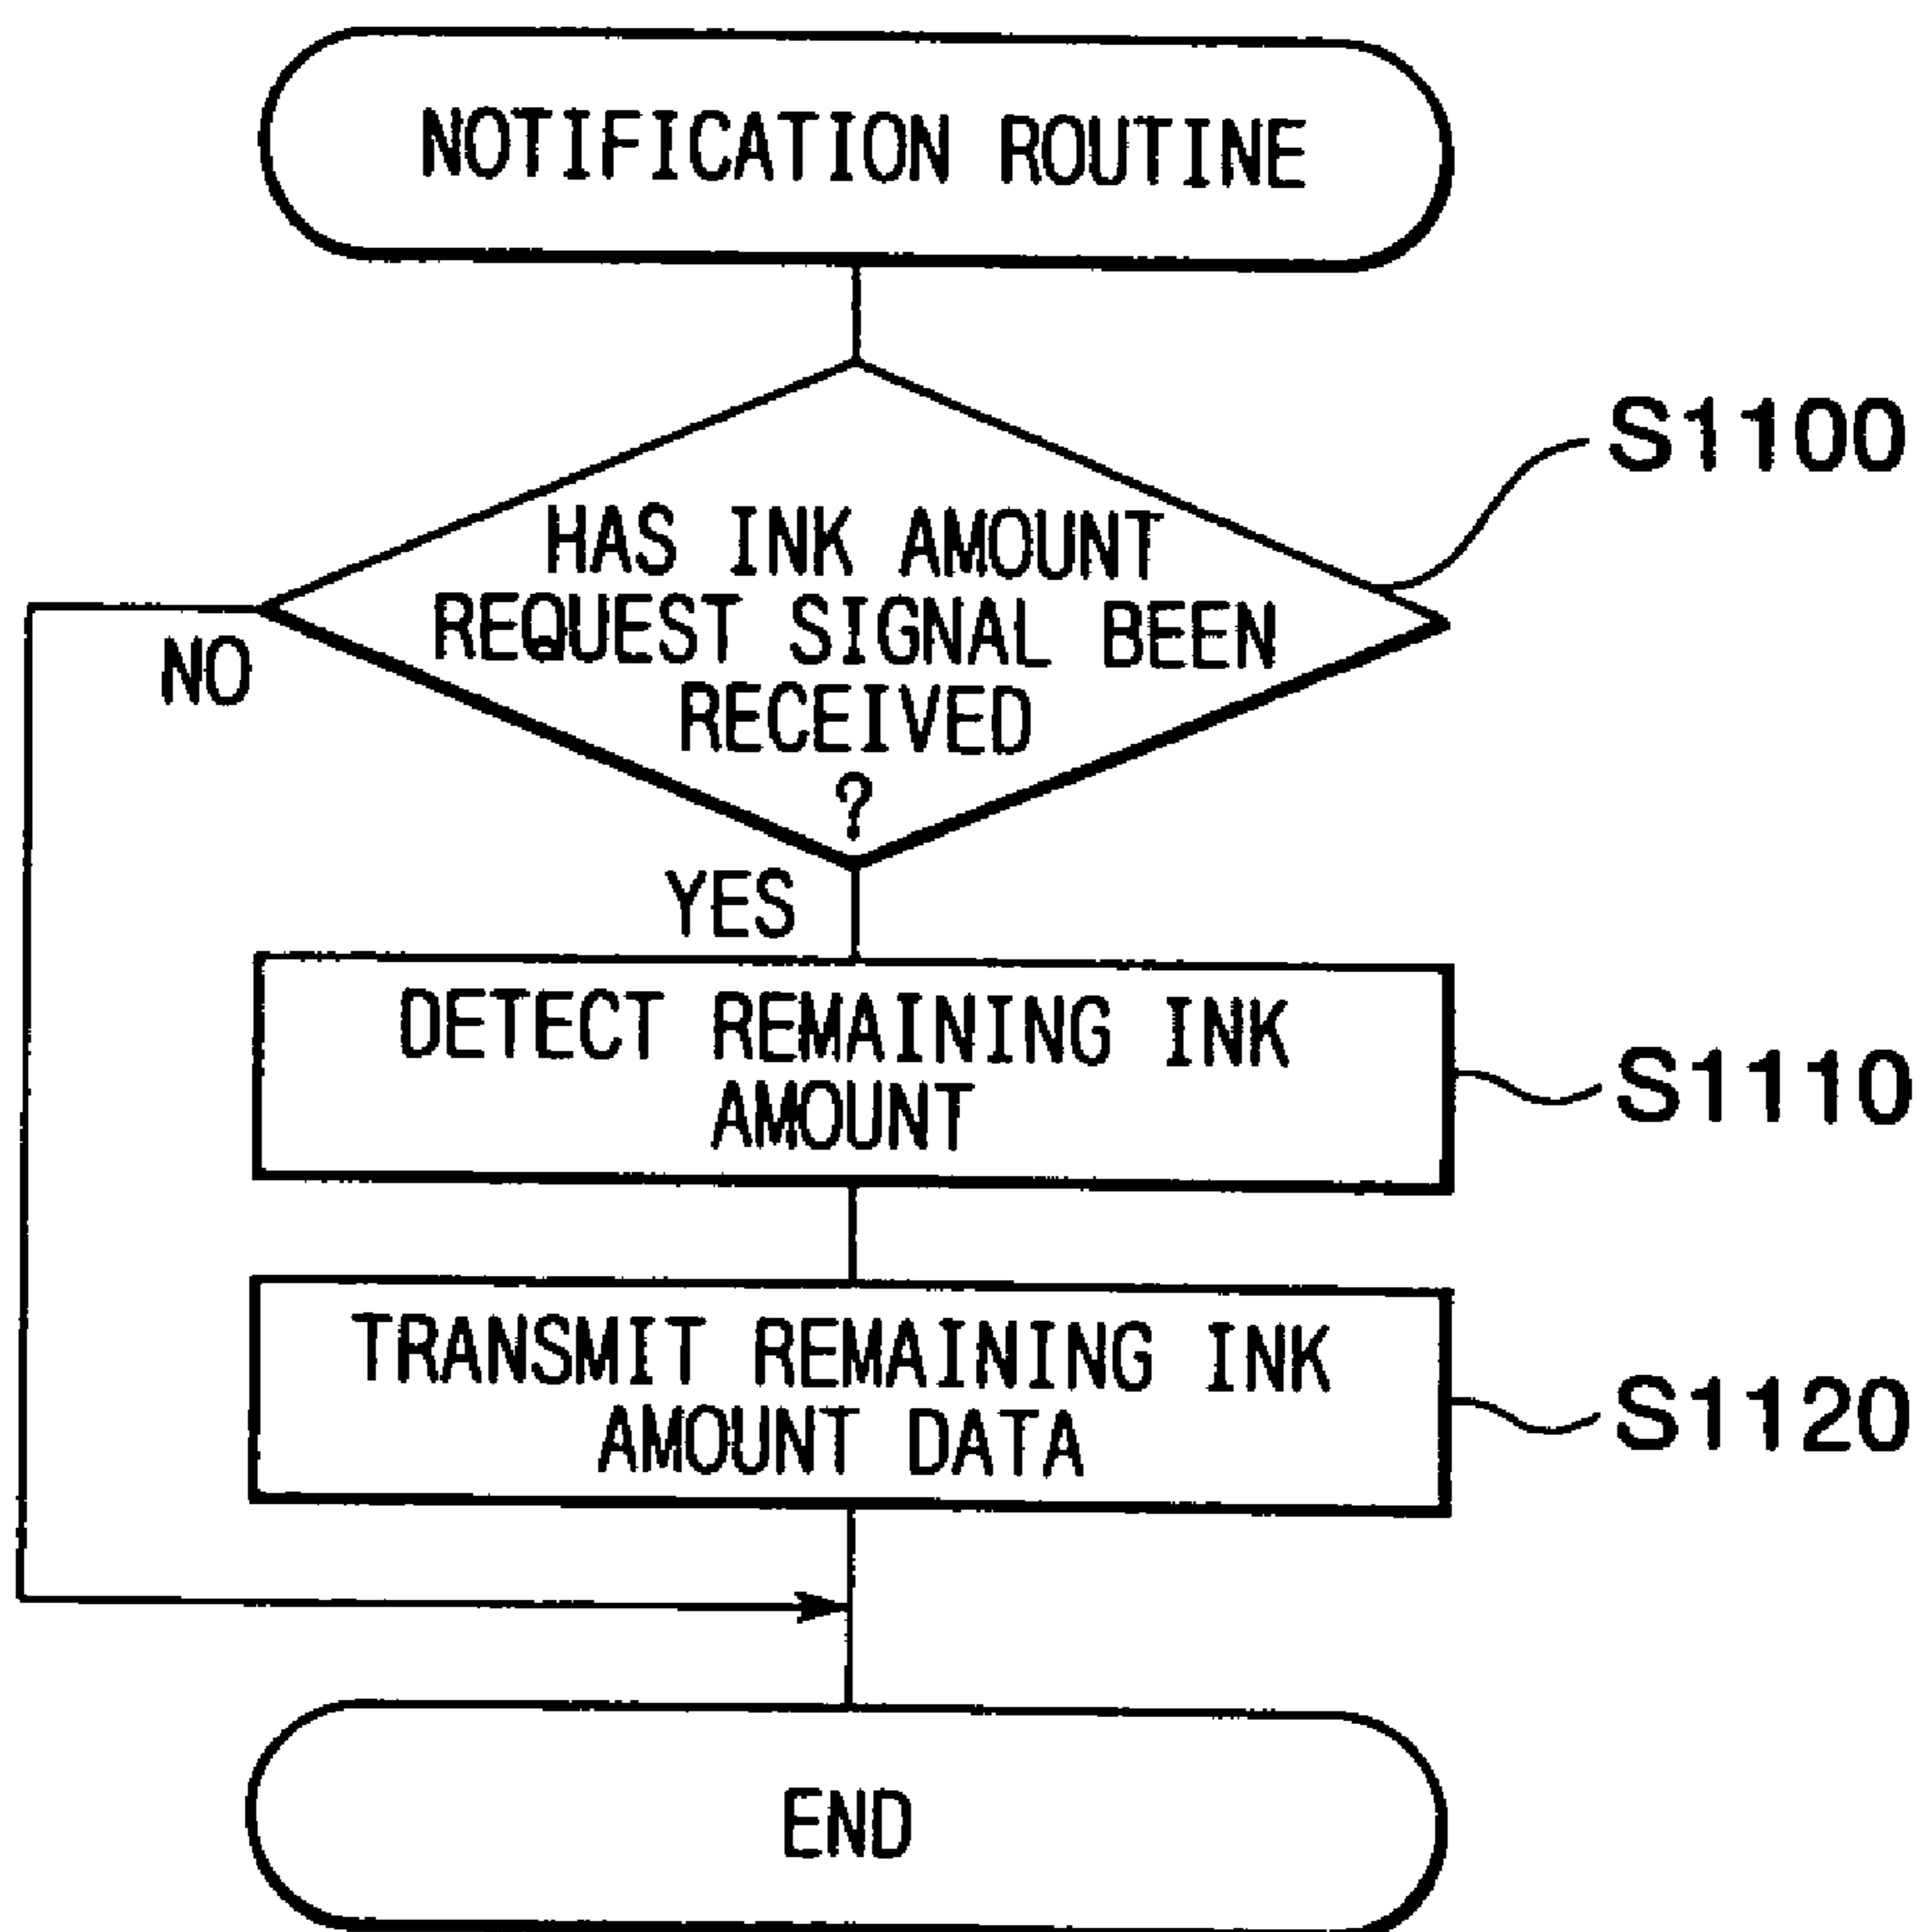 NOTIFICATION ROUTINE
S1100
HAS INK AMOUNT
REQUEST SIGNAL BEEN
RECEIVED
?
NO
YES
DETECT REMAINING INK
AMOUNT
S1110
TRANSMIT REMAINING INK
AMOUNT DATA
S1120
END